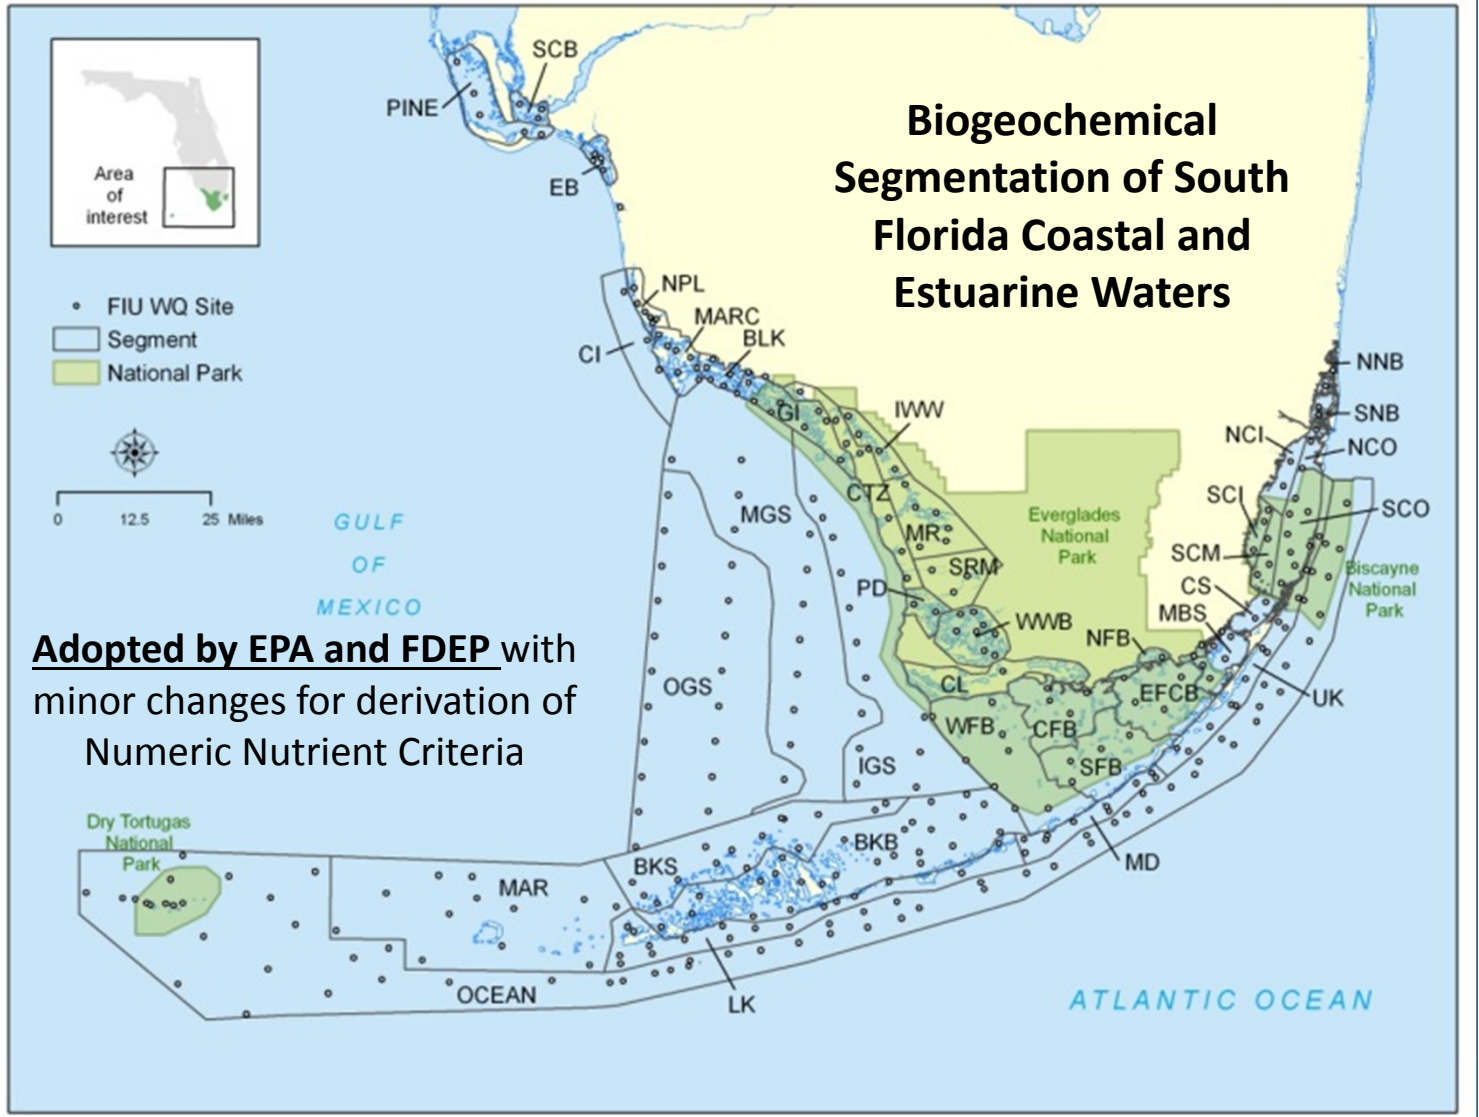 SCB
PINE
EB
Biogeochemical
Segmentation of South
Florida Coastal and
Estuarine Waters
Area
of
interest
FIU WQ Site
Segment
National Park
0 12.5 25 Miles
NPL
MARC
BLK
CI
GI
IWW
CTZ
MR
SRM
MGS
PD
WWB
NFB
CL
WFB
CFB
EFCB
SFB
OGS
IGS
Everglades
National
Park
NNB
SNB
NCI
NCO
SCI
SCO
SCM
CS
MBS
Biscayne
National
Park
UK
GULF
OF
MEXICO
Adopted by EPA and FDEP with
minor changes for derivation of
Numeric Nutrient Criteria
Dry Tortugas
National
Park
MAR
BKS
BKB
MD
OCEAN
LK
ATLANTIC OCEAN